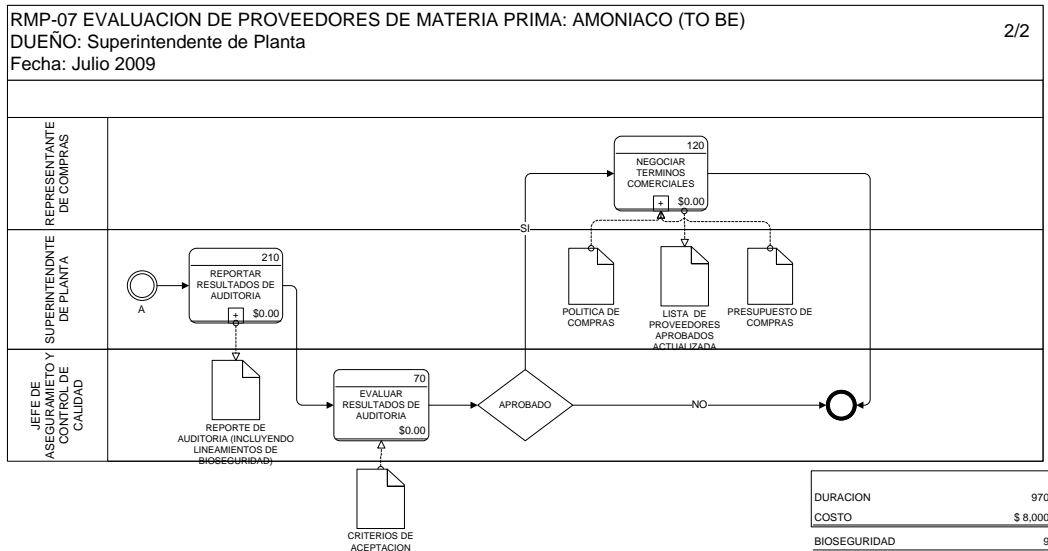 RMP-07 EVALUACION DE PROVEEDORES DE MATERIA PRIMA: AMONIACO (TO BE)
2/2
DUEÑO: Superintendente de Planta
Fecha: Julio 2009
REPRESENTANTE
DE COMPRAS
120
NEGOCIAR
TERMINOS
COMERCIALES
+
$0.00
SI
SUPERINTENDNTE
DE PLANTA
A
210
REPORTAR
RESULTADOS DE
AUDITORIA
+
$0.00
POLITICA DE
COMPRAS
LISTA DE
PROVEEDORES
APROBADOS
ACTUALIZADA
PRESUPUESTO DE
COMPRAS
JEFE DE
ASEGURAMIETO Y
CONTROL DE
CALIDAD
REPORTE DE
AUDITORIA (INCLUYENDO
LINEAMIENTOS DE
BIOSEGURIDAD)
70
EVALUAR
RESULTADOS DE
AUDITORIA
$0.00
APROBADO
NO
CRITERIOS DE
ACEPTACION
DURACION 970
COSTO $ 8,000
BIOSEGURIDAD 9